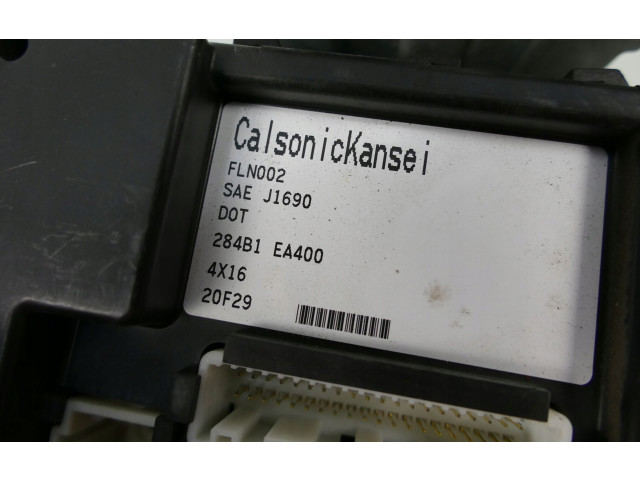 CalsonicKansei
FLN002
SAE J1690
DOT
284B1 EA400
4X16
20F29